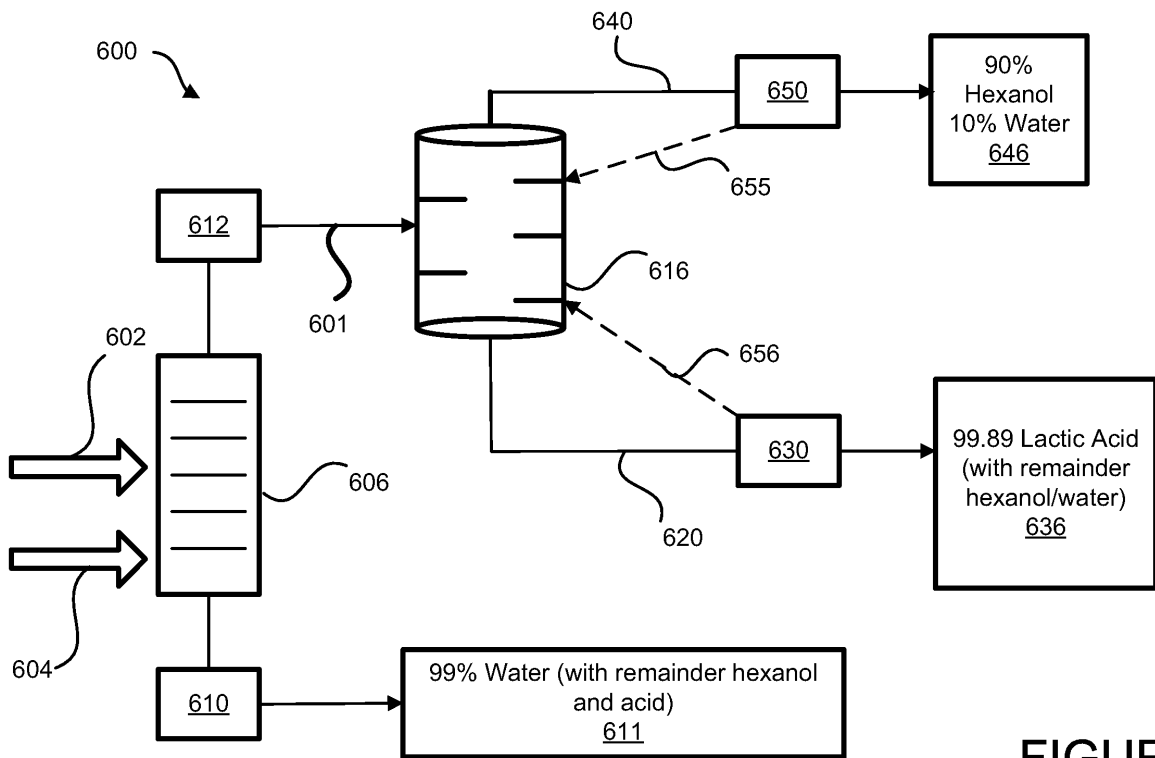 600
640
650
90%
Hexanol
10% Water
646
655
612
616
601
602
656
606
630
99.89 Lactic Acid
(with remainder
hexanol/water)
636
620
604
610
99% Water (with remainder hexanol
and acid)
611
FIGURE